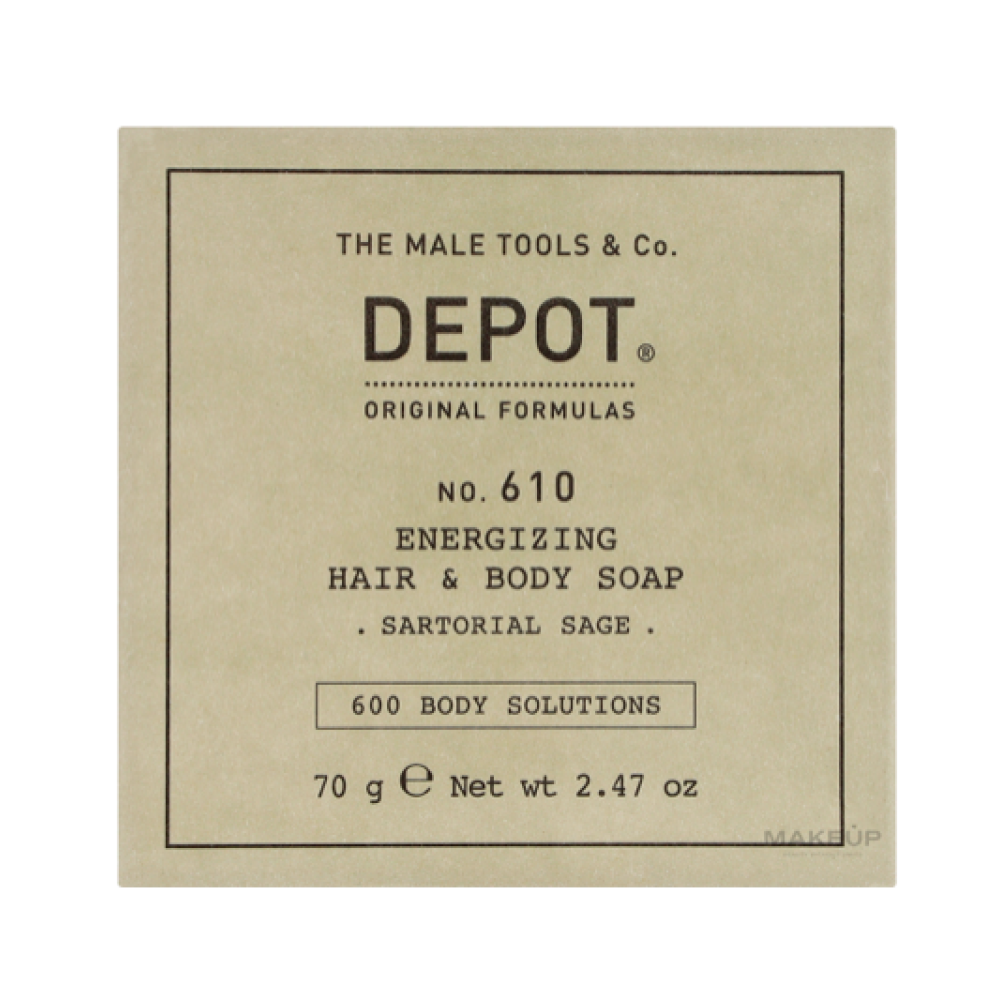 THE MALE TOOLS & Co.
DEPOT®
ORIGINAL FORMULAS
NO. 610
ENERGIZING
HAIR & BODY SOAP
. SARTORIAL SAGE .
600 BODY SOLUTIONS
70 g ℮ Net wt 2.47 oz
MAKEUP